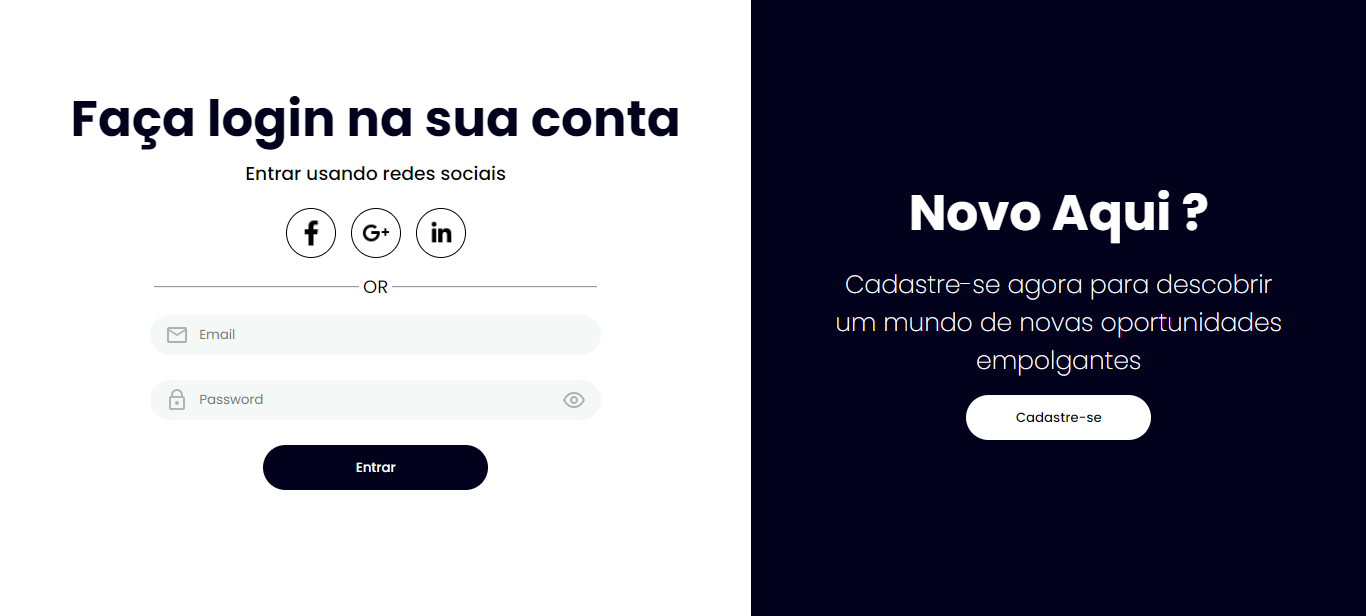 Faça login na sua conta
Entrar usando redes sociais
f G+ in
OR
Email
Password
Entrar
Novo Aqui ?
Cadastre-se agora para descobrir
um mundo de novas oportunidades
empolgantes
Cadastre-se